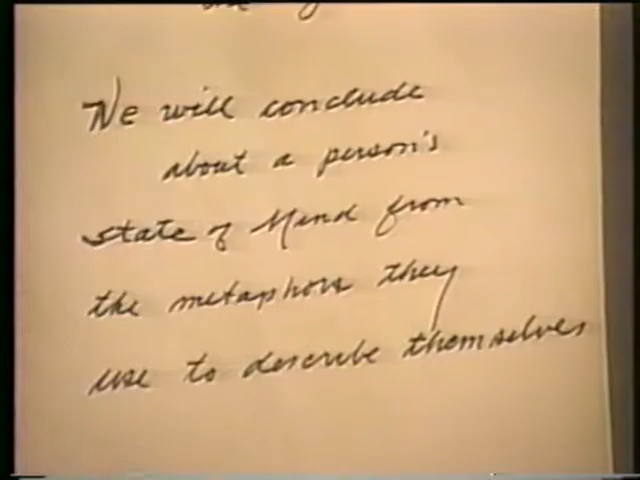 We will conclude
about a person's
state of Mind from
the metaphors they
use to describe themselves